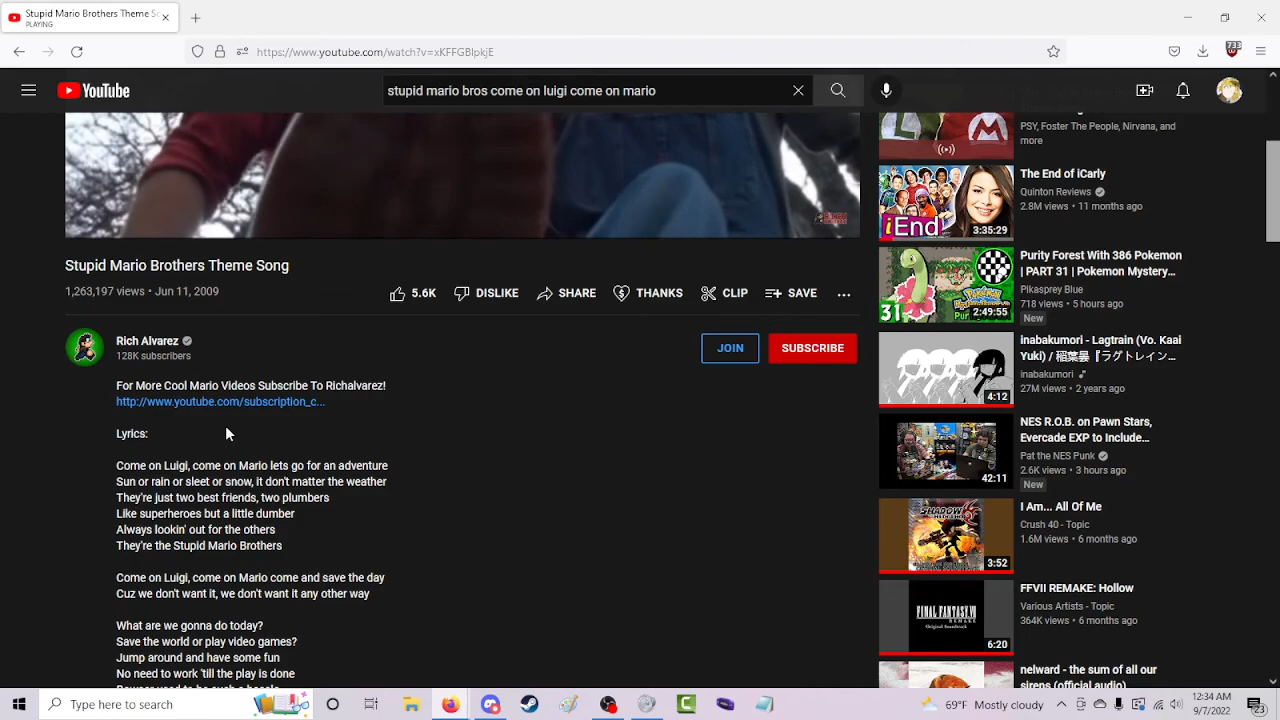 Stupid Mario Brothers Theme So
PLAYING
https://www.youtube.com/watch?v=xKFFGBlpkjE
733
YouTube
stupid mario bros come on luigi come on mario
Stupid Mario Brothers Theme Song
1,263,197 views • Jun 11, 2009
5.6K
DISLIKE
SHARE
THANKS
CLIP
SAVE
Rich Alvarez
128K subscribers
JOIN
SUBSCRIBE
For More Cool Mario Videos Subscribe To Richalvarez!
http://www.youtube.com/subscription_c...
Lyrics:
Come on Luigi, come on Mario lets go for an adventure
Sun or rain or sleet or snow, it don't matter the weather
They're just two best friends, two plumbers
Like superheroes but a little dumber
Always lookin' out for the others
They're the Stupid Mario Brothers
Come on Luigi, come on Mario come on save the day
Cuz we don't want it, we don't want it any other way
What are we gonna do today?
Save the world or play video games?
Jump around and have some fun
No need to work 'till the play is done
L
M
PSY, Foster The People, Nirvana, and
more
iEnd
3:35:29
The End of iCarly
Quinton Reviews
2.8M views • 11 months ago
31
2:49:55
Purity Forest With 386 Pokemon
| PART 31 | Pokemon Mystery...
Pikasprey Blue
718 views • 5 hours ago
New
4:12
inabakumori - Lagtrain (Vo. Kaai
Yuki) / 稲葉曇『ラグトレイン...
inabakumori
27M views • 2 years ago
42:11
NES R.O.B. on Pawn Stars,
Evercade EXP to Include...
Pat the NES Punk
2.6K views • 3 hours ago
New
SHADOW
3:52
I Am... All Of Me
Crush 40 - Topic
1.6M views • 6 months ago
FINAL FANTASY VII
REMAKE
Original Soundtrack
6:20
FFVII REMAKE: Hollow
Various Artists - Topic
364K views • 6 months ago
nelward - the sum of all our
sirens (official audio)
Type here to search
69°F Mostly cloudy
12:34 AM
9/7/2022
23